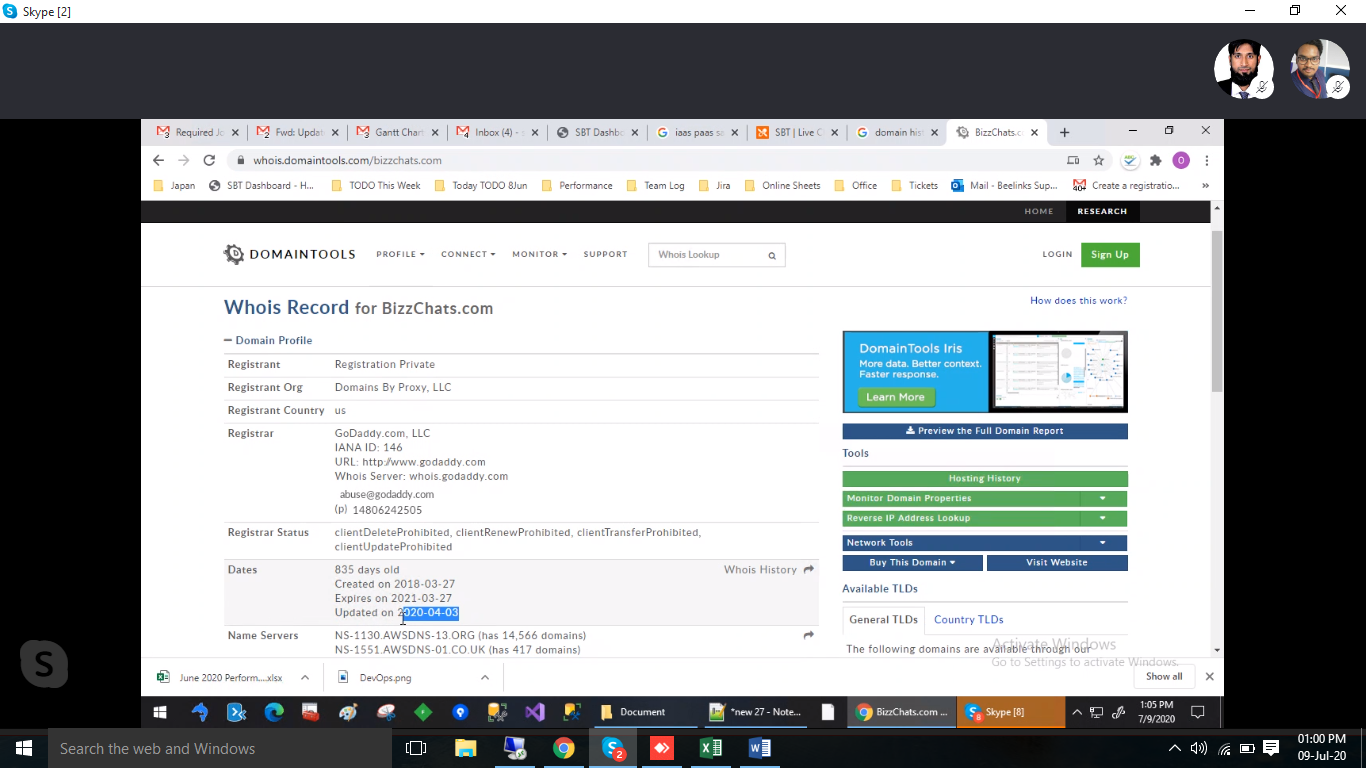 Skype [2]
Required Jo
Fwd: Updat
Gantt Chart
Inbox (4) - s
SBT Dashbo
iaas paas sa
SBT | Live C
domain hist
BizzChats.co
whois.domaintools.com/bizzchats.com
Japan
SBT Dashboard - H...
TODO This Week
Today TODO 8Jun
Performance
Team Log
Jira
Online Sheets
Office
Tickets
Mail - Beelinks Sup...
Create a registratio...
HOME RESEARCH
DOMAINTOOLS
PROFILE CONNECT MONITOR SUPPORT
Whois Lookup
LOGIN Sign Up
Whois Record for BizzChats.com
How does this work?
Domain Profile
Registrant Registration Private
Registrant Org Domains By Proxy, LLC
Registrant Country us
Registrar GoDaddy.com, LLC
IANA ID: 146
URL: http://www.godaddy.com
Whois Server: whois.godaddy.com
abuse@godaddy.com
(p) 14806242505
Registrar Status clientDeleteProhibited, clientRenewProhibited, clientTransferProhibited,
clientUpdateProhibited
Dates 835 days old Whois History
Created on 2018-03-27
Expires on 2021-03-27
Updated on 2020-04-03
Name Servers NS-1130.AWSDNS-13.ORG (has 14,566 domains)
NS-1551.AWSDNS-01.CO.UK (has 417 domains)
DomainTools Iris
More data. Better context.
Faster response.
Learn More
Preview the Full Domain Report
Tools
Hosting History
Monitor Domain Properties
Reverse IP Address Lookup
Network Tools
Buy This Domain Visit Website
Available TLDs
General TLDs Country TLDs
The following domains are available through our
Activate Windows
Go to Settings to activate Windows.
June 2020 Perform....xlsx
DevOps.png
Show all
Document
*new 27 - Note...
BizzChats.com ...
Skype [8]
1:05 PM
7/9/2020
Search the web and Windows
01:00 PM
09-Jul-20